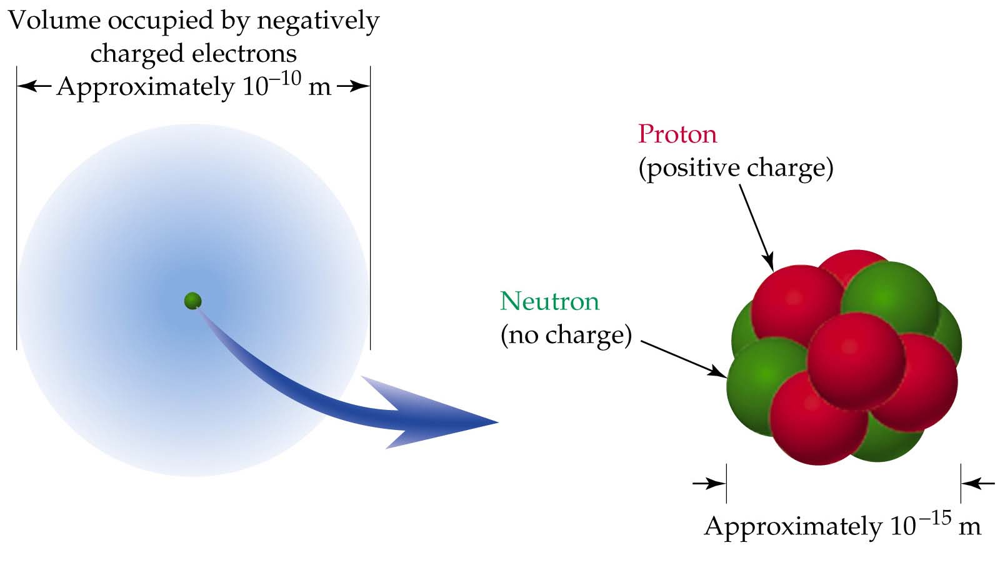 Volume occupied by negatively
charged electrons
Approximately 10⁻¹⁰ m
Proton
(positive charge)
Neutron
(no charge)
Approximately 10⁻¹⁵ m